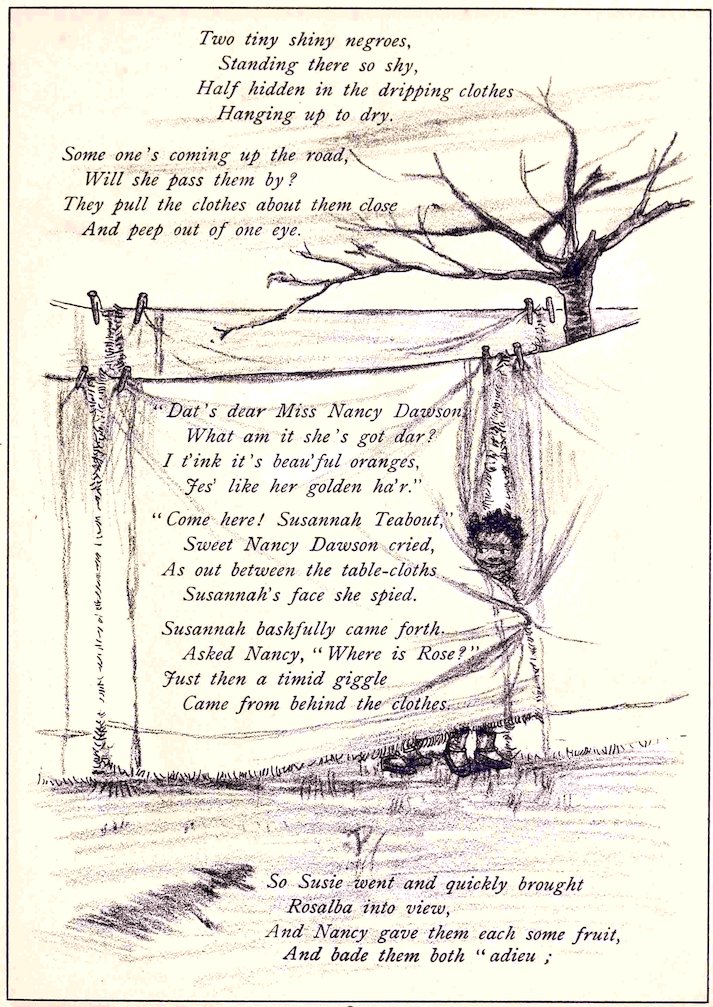 Two tiny shiny negroes,
Standing there so shy,
Half hidden in the dripping clothes
Hanging up to dry.
Some one's coming up the road,
Will she pass them by?
They pull the clothes about them close
And peep out of one eye.
"Dat's dear Miss Nancy Dawson,
What am it she's got dar?
I t'ink it's beau'ful oranges,
Jes' like her golden ha'r."
"Come here! Susannah Teabout,"
Sweet Nancy Dawson cried,
As out between the table-cloths
Susannah's face she spied.
Susannah bashfully came forth.
Asked Nancy, "Where is Rose?"
Just then a timid giggle
Came from behind the clothes.
So Susie went and quickly brought
Rosalba into view,
And Nancy gave them each some fruit,
And bade them both "adieu ;